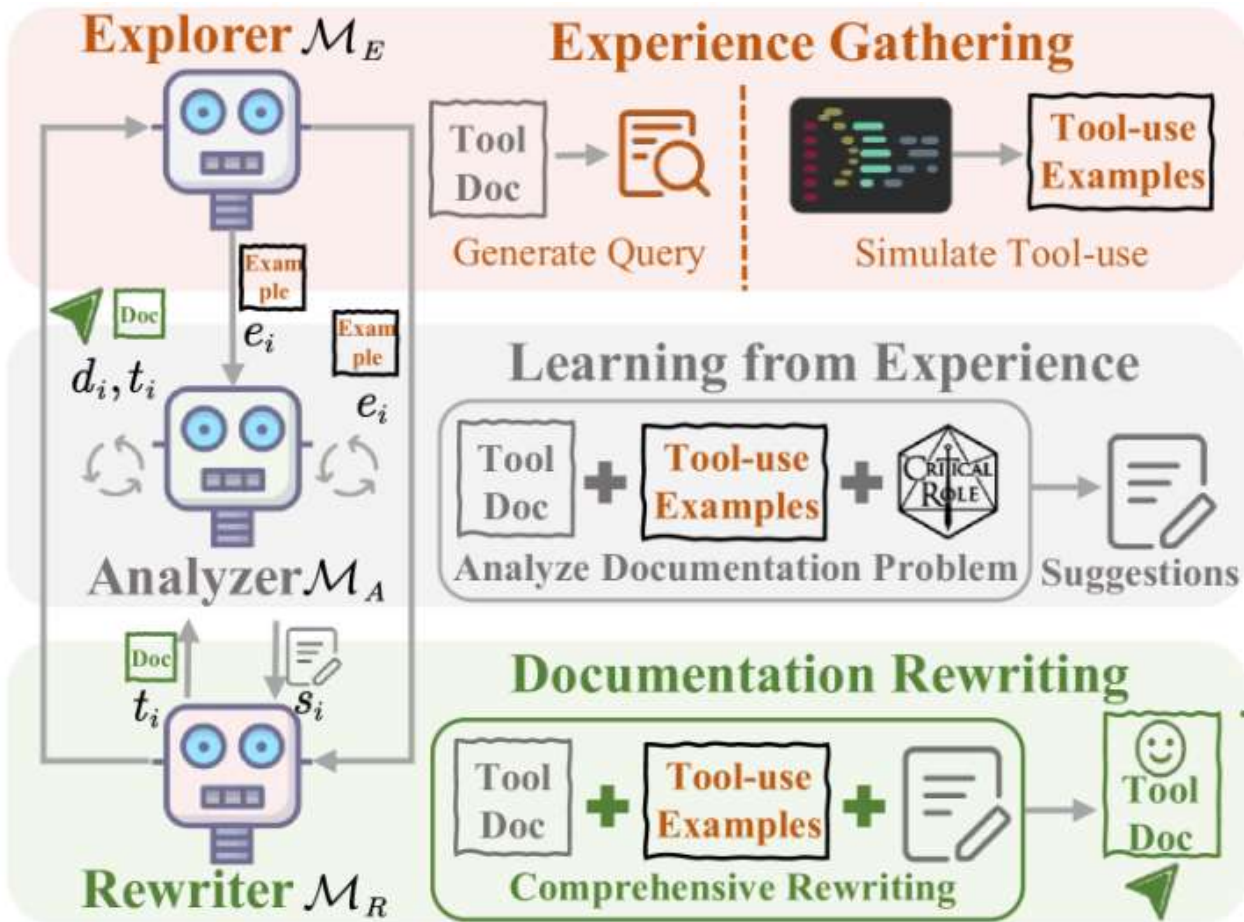 Explorer M_E
Experience Gathering
Tool
Doc
Tool-use
Examples
Generate Query
Simulate Tool-use
Exam
ple
e_i
Doc
d_i, t_i
Exam
ple
e_i
Learning from Experience
Tool
Doc
Tool-use
Examples
CRITICAL
ROLE
Analyze Documentation Problem
Suggestions
Analyzer M_A
Doc
t_i
s_i
Documentation Rewriting
Tool
Doc
Tool-use
Examples
Comprehensive Rewriting
Tool
Doc
Rewriter M_R